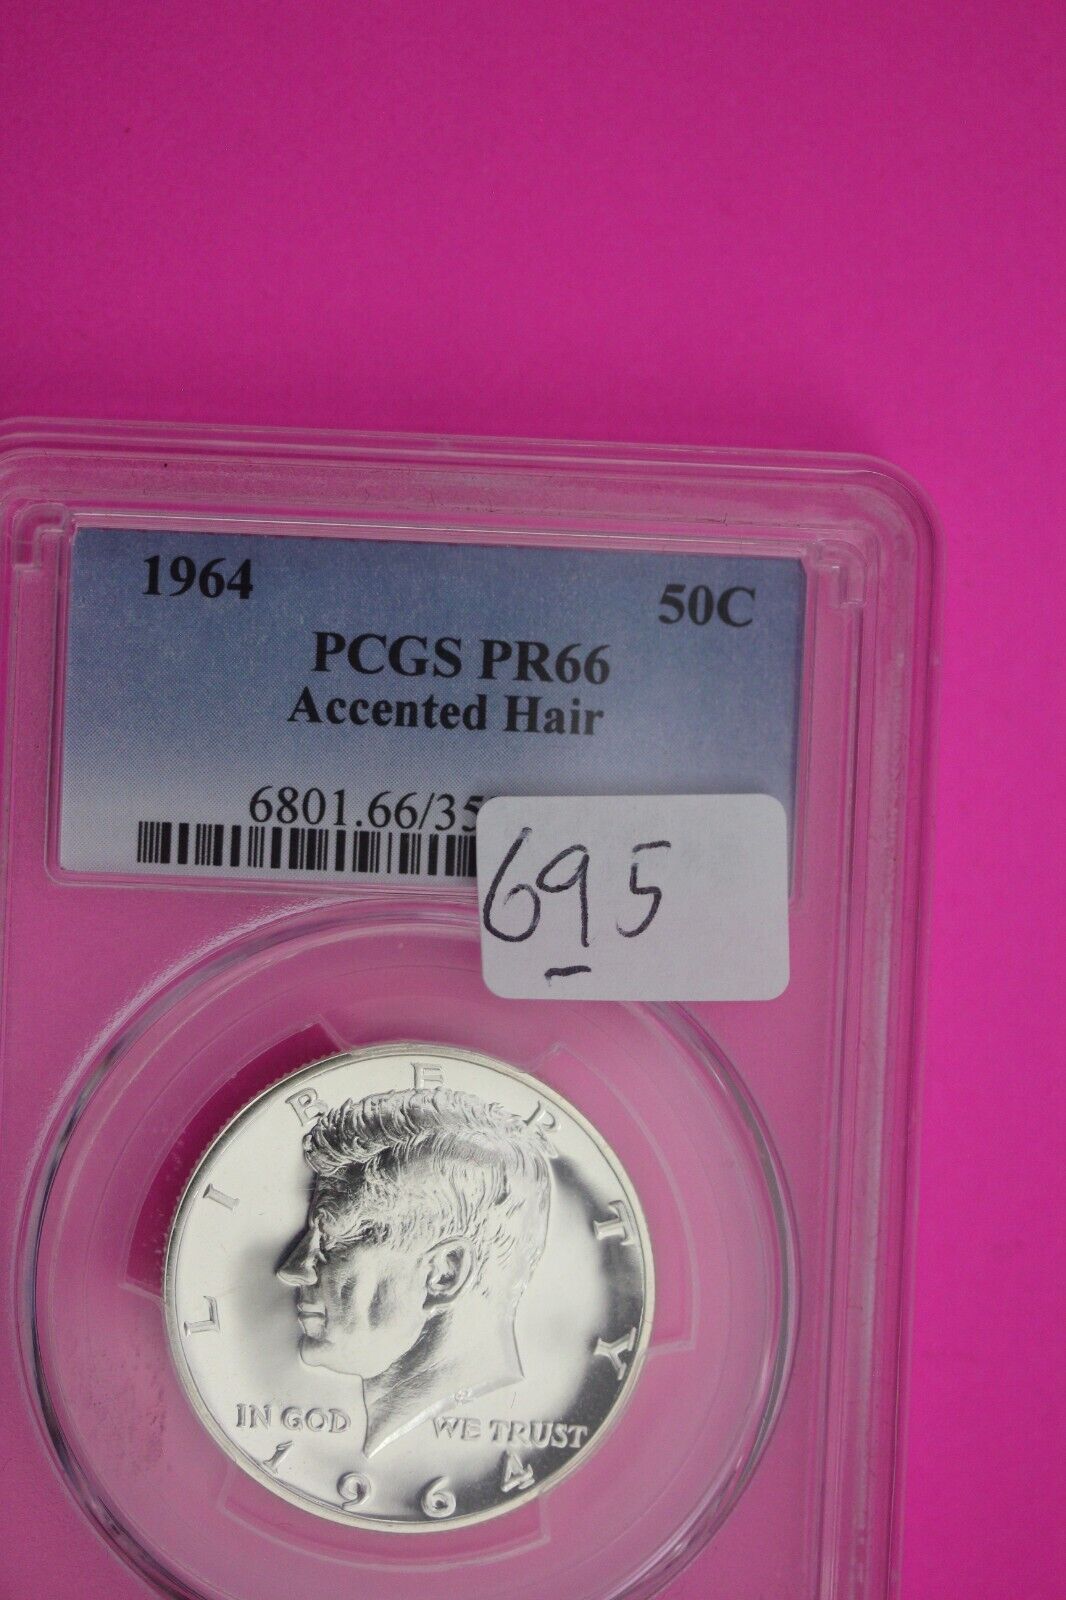 1964 50C
PCGS PR66
Accented Hair
6801.66/35
695
LIBERTY
IN GOD WE TRUST
1964